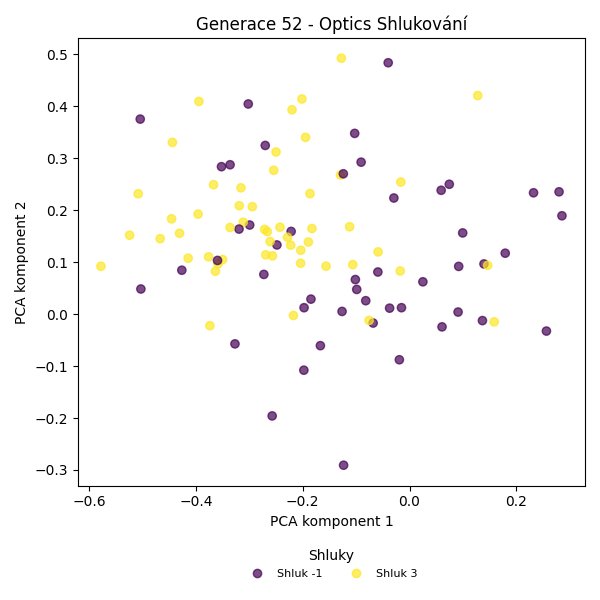 Generace 52 - Optics Shlukování
PCA komponent 2
0.5
0.4
0.3
0.2
0.1
0.0
−0.1
−0.2
−0.3
−0.6
−0.4
−0.2
0.0
0.2
PCA komponent 1
Shluky
Shluk -1
Shluk 3